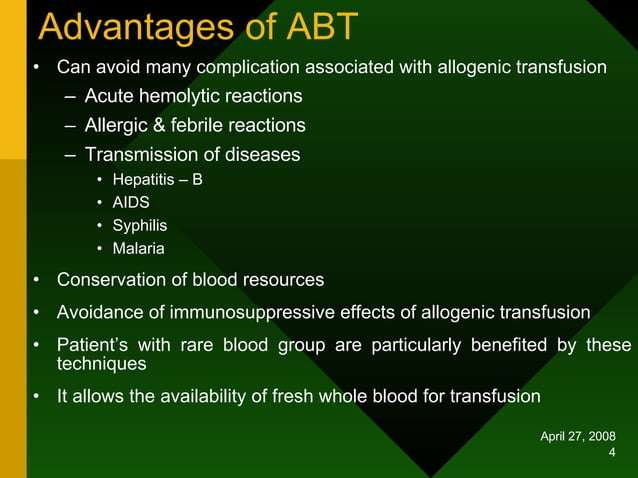 Advantages of ABT
• Can avoid many complication associated with allogenic transfusion
– Acute hemolytic reactions
– Allergic & febrile reactions
– Transmission of diseases
• Hepatitis – B
• AIDS
• Syphilis
• Malaria
• Conservation of blood resources
• Avoidance of immunosuppressive effects of allogenic transfusion
• Patient’s with rare blood group are particularly benefited by these
techniques
• It allows the availability of fresh whole blood for transfusion
April 27, 2008
4